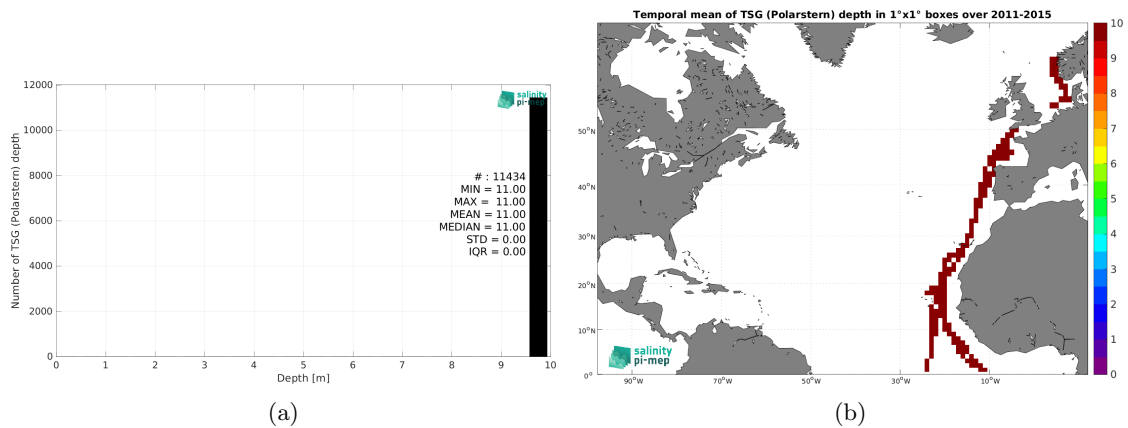 12000
10000
8000
6000
4000
2000
0
Number of TSG (Polarstern) depth
salinity
pi-mep
# : 11434
MIN = 11.00
MAX = 11.00
MEAN = 11.00
MEDIAN = 11.00
STD = 0.00
IQR = 0.00
0 1 2 3 4 5 6 7 8 9 10
Depth [m]
(a)
Temporal mean of TSG (Polarstern) depth in 1°x1° boxes over 2011-2015
50°N
40°N
30°N
20°N
10°N
0°
90°W 70°W 50°W 30°W 10°W
salinity
pi-mep
10
9
8
7
6
5
4
3
2
1
0
(b)